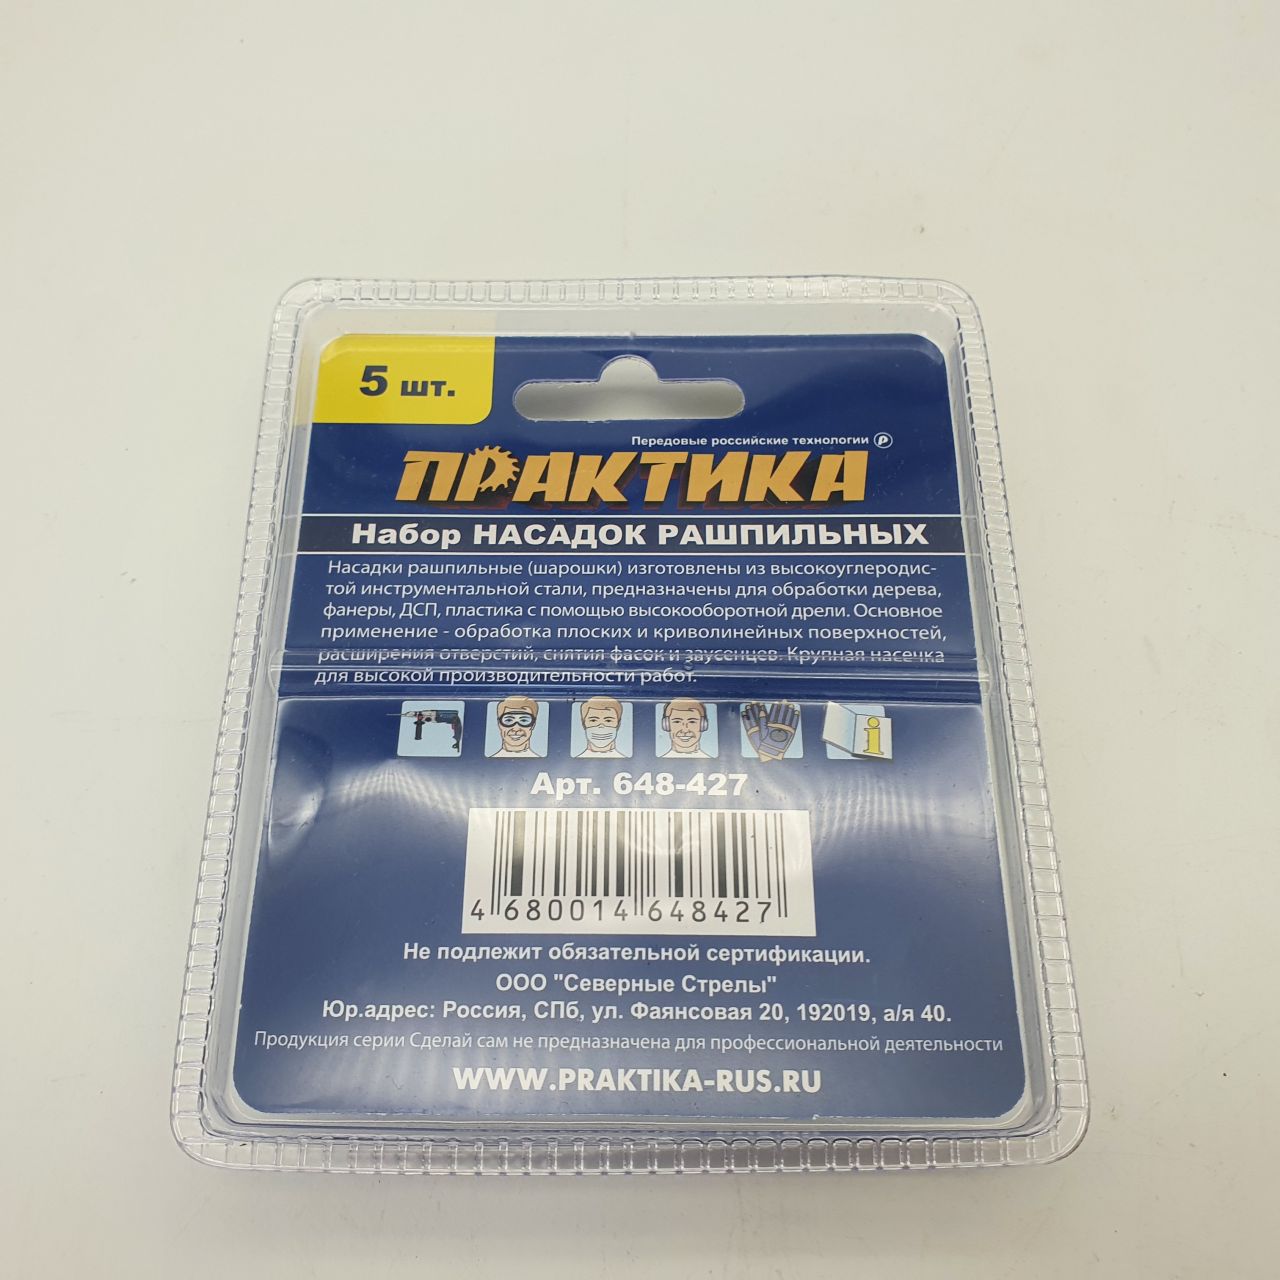 5 шт.
Передовые российские технологии Р
ПРАКТИКА
Набор НАСАДОК РАШПИЛЬНЫХ
Насадки рашпильные (шарошки) изготовлены из высокоуглеродис-
той инструментальной стали, предназначены для обработки дерева,
фанеры, ДСП, пластика с помощью высокооборотной дрели. Основное
применение - обработка плоских и криволинейных поверхностей,
расширения отверстий, снятия фасок и заусенцев. Крупная насечка
для высокой производительности работ.
i
Арт. 648-427
4 680014 648427
Не подлежит обязательной сертификации.
ООО "Северные Стрелы"
Юр.адрес: Россия, СПб, ул. Фаянсовая 20, 192019, а/я 40.
Продукция серии Сделай сам не предназначена для профессиональной деятельности
WWW.PRAKTIKA-RUS.RU